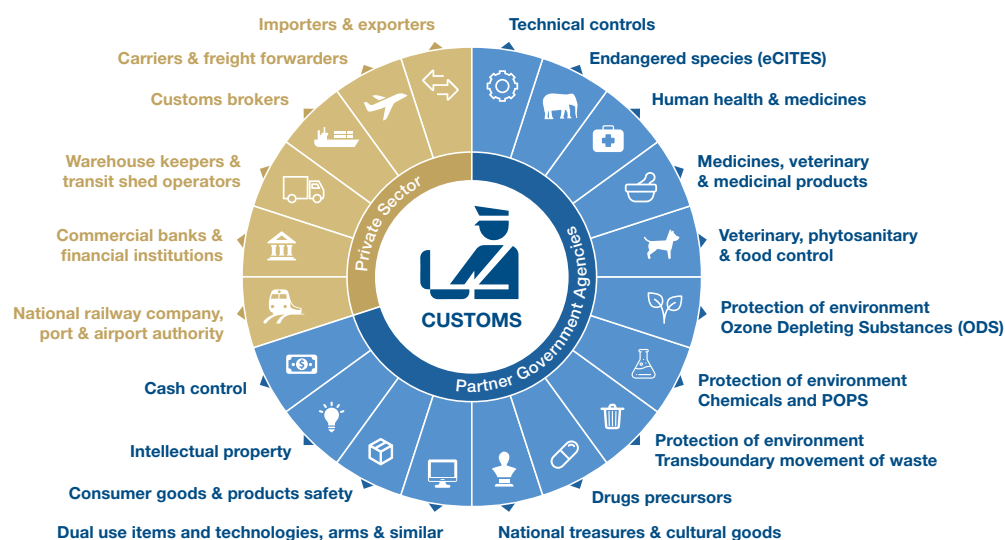 Importers & exporters
Technical controls
Carriers & freight forwarders
Endangered species (eCITES)
Customs brokers
Human health & medicines
Warehouse keepers &
transit shed operators
Medicines, veterinary
& medicinal products
Commercial banks &
financial institutions
Veterinary, phytosanitary
& food control
National railway company,
port & airport authority
Protection of environment
Ozone Depleting Substances (ODS)
Private Sector
Partner Government Agencies
CUSTOMS
$
Cash control
Protection of environment
Chemicals and POPS
Intellectual property
Protection of environment
Transboundary movement of waste
Consumer goods & products safety
Drugs precursors
Dual use items and technologies, arms & similar
National treasures & cultural goods